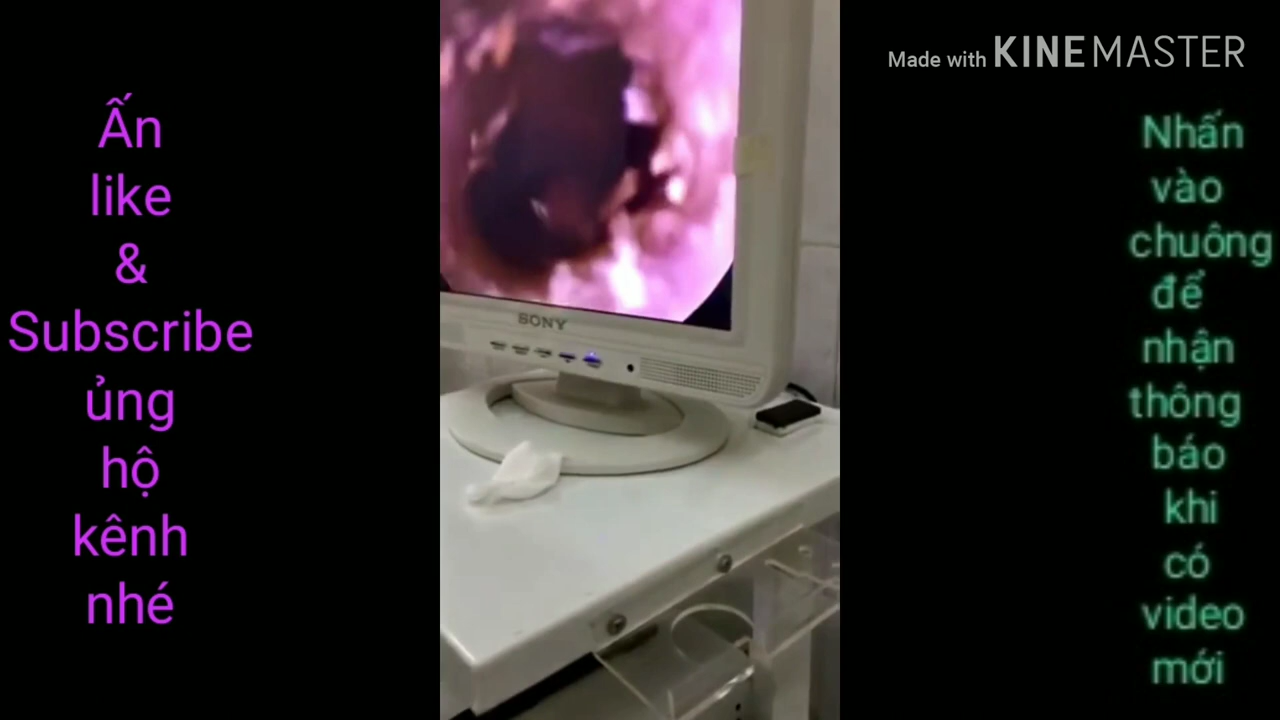 Ấn
like
&
Subscribe
ủng
hộ
kênh
nhé
SONY
Made with KINEMASTER
Nhấn
vào
chuông
để
nhận
thông
báo
khi
có
video
mới